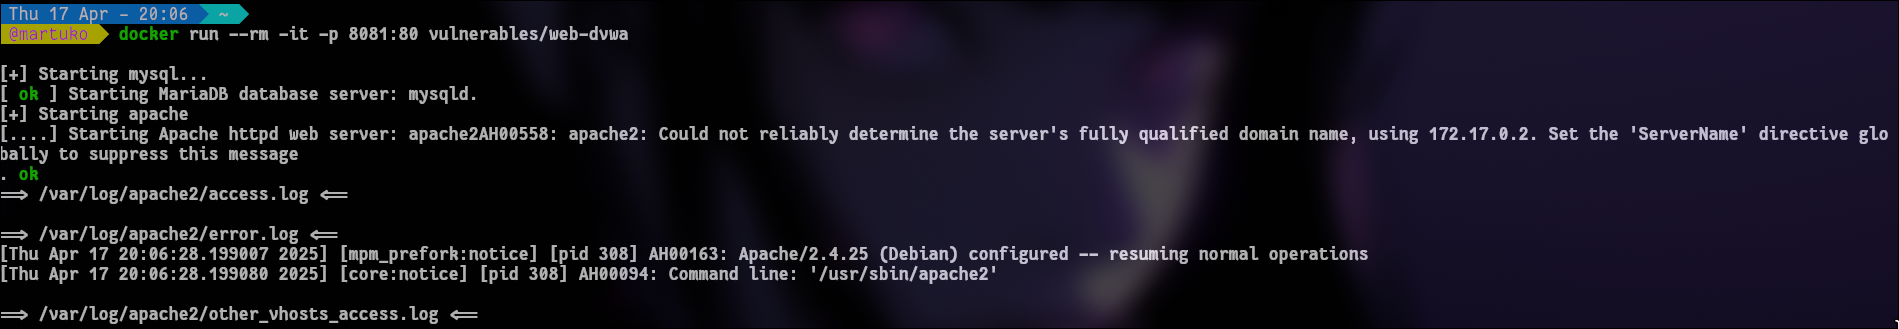 Thu 17 Apr - 20:06 ~
@martuko docker run --rm -it -p 8081:80 vulnerables/web-dvwa
[+] Starting mysql...
[ ok ] Starting MariaDB database server: mysqld.
[+] Starting apache
[....] Starting Apache httpd web server: apache2AH00558: apache2: Could not reliably determine the server's fully qualified domain name, using 172.17.0.2. Set the 'ServerName' directive glo
bally to suppress this message
. ok
==> /var/log/apache2/access.log <==
==> /var/log/apache2/error.log <==
[Thu Apr 17 20:06:28.199007 2025] [mpm_prefork:notice] [pid 308] AH00163: Apache/2.4.25 (Debian) configured -- resuming normal operations
[Thu Apr 17 20:06:28.199080 2025] [core:notice] [pid 308] AH00094: Command line: '/usr/sbin/apache2'
==> /var/log/apache2/other_vhosts_access.log <==